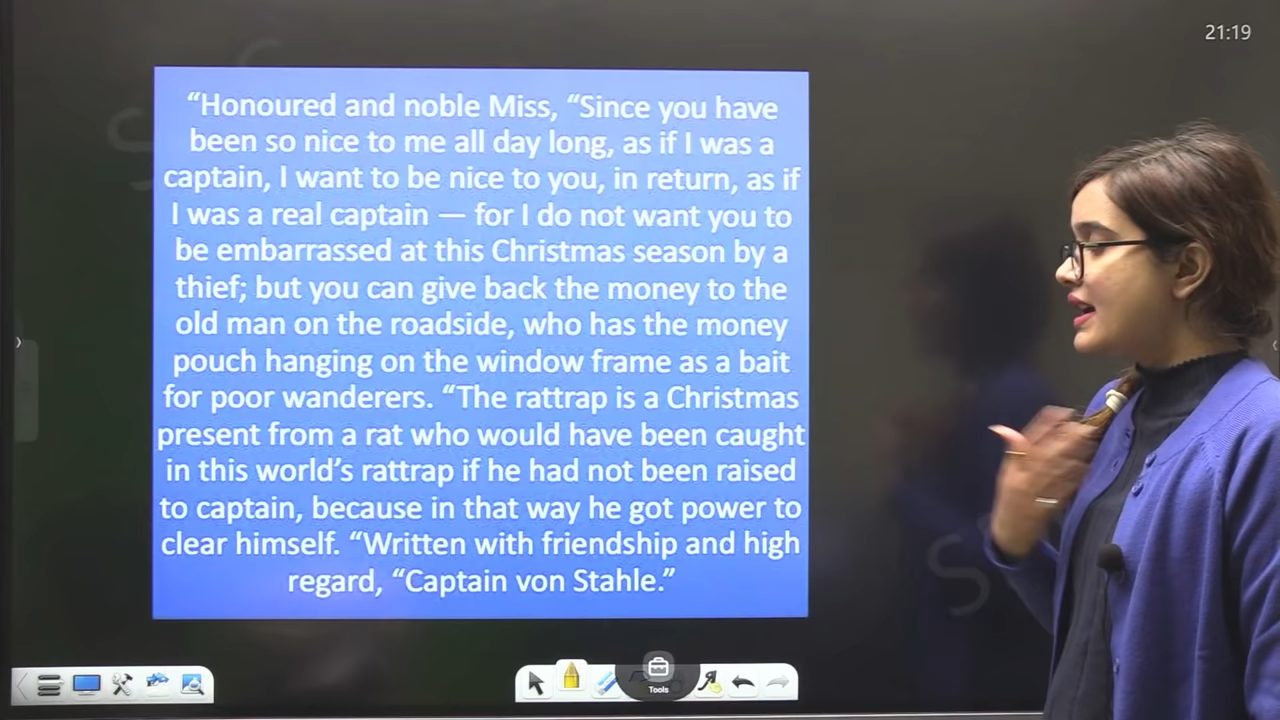 21:19
“Honoured and noble Miss, “Since you have
been so nice to me all day long, as if I was a
captain, I want to be nice to you, in return, as if
I was a real captain — for I do not want you to
be embarrassed at this Christmas season by a
thief; but you can give back the money to the
old man on the roadside, who has the money
pouch hanging on the window frame as a bait
for poor wanderers. “The rattrap is a Christmas
present from a rat who would have been caught
in this world’s rattrap if he had not been raised
to captain, because in that way he got power to
clear himself. “Written with friendship and high
regard, “Captain von Stahle.”
Tools